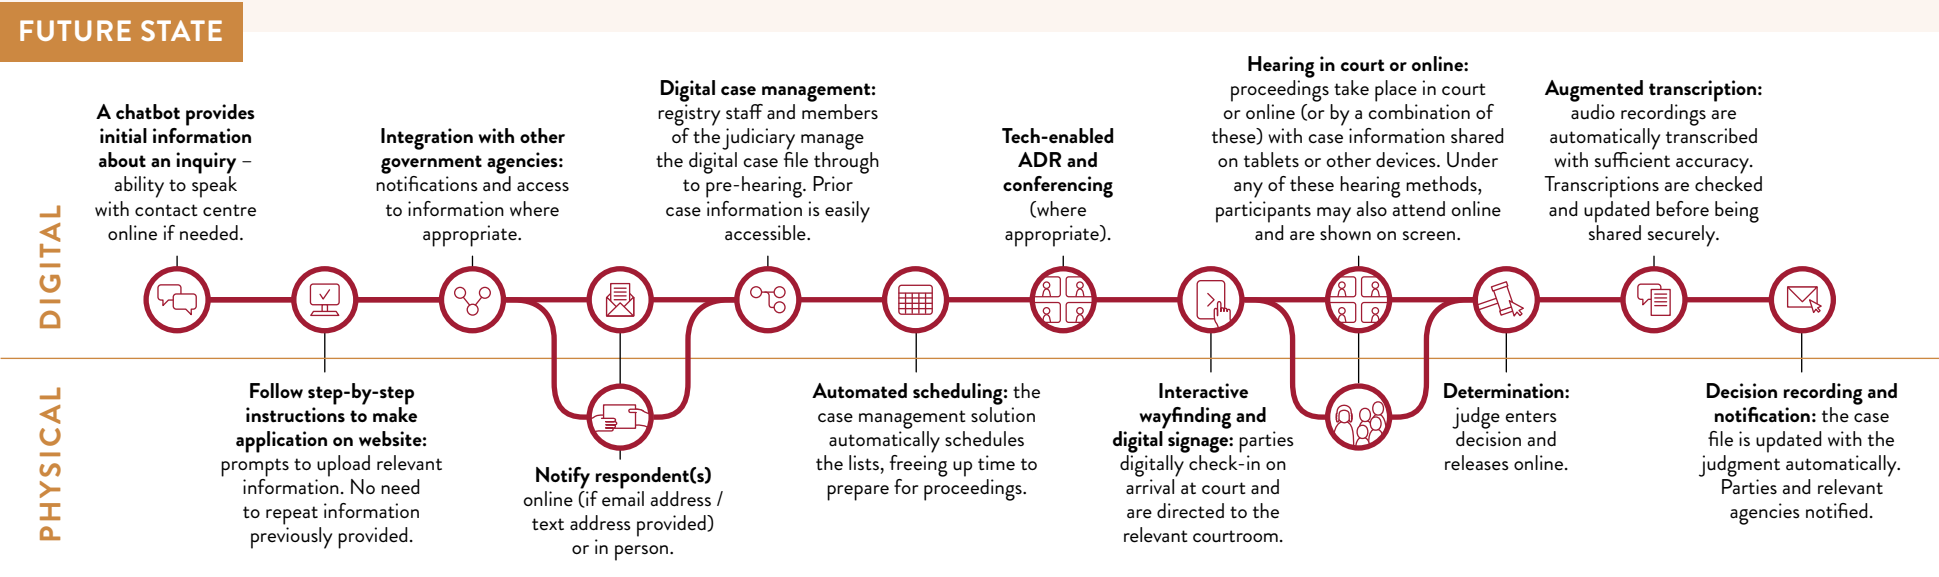 FUTURE STATE
DIGITAL
A chatbot provides
initial information
about an inquiry –
ability to speak
with contact centre
online if needed.
Integration with other
government agencies:
notifications and access
to information where
appropriate.
Digital case management:
registry staff and members
of the judiciary manage
the digital case file through
to pre-hearing. Prior
case information is easily
accessible.
Tech-enabled
ADR and
conferencing
(where
appropriate).
Hearing in court or online:
proceedings take place in court
or online (or by a combination of
these) with case information shared
on tablets or other devices. Under
any of these hearing methods,
participants may also attend online
and are shown on screen.
Augmented transcription:
audio recordings are
automatically transcribed
with sufficient accuracy.
Transcriptions are checked
and updated before being
shared securely.
PHYSICAL
Follow step-by-step
instructions to make
application on website:
prompts to upload relevant
information. No need
to repeat information
previously provided.
Notify respondent(s)
online (if email address /
text address provided)
or in person.
Automated scheduling: the
case management solution
automatically schedules
the lists, freeing up time to
prepare for proceedings.
Interactive
wayfinding and
digital signage: parties
digitally check-in on
arrival at court and
are directed to the
relevant courtroom.
Determination:
judge enters
decision and
releases online.
Decision recording and
notification: the case
file is updated with the
judgment automatically.
Parties and relevant
agencies notified.